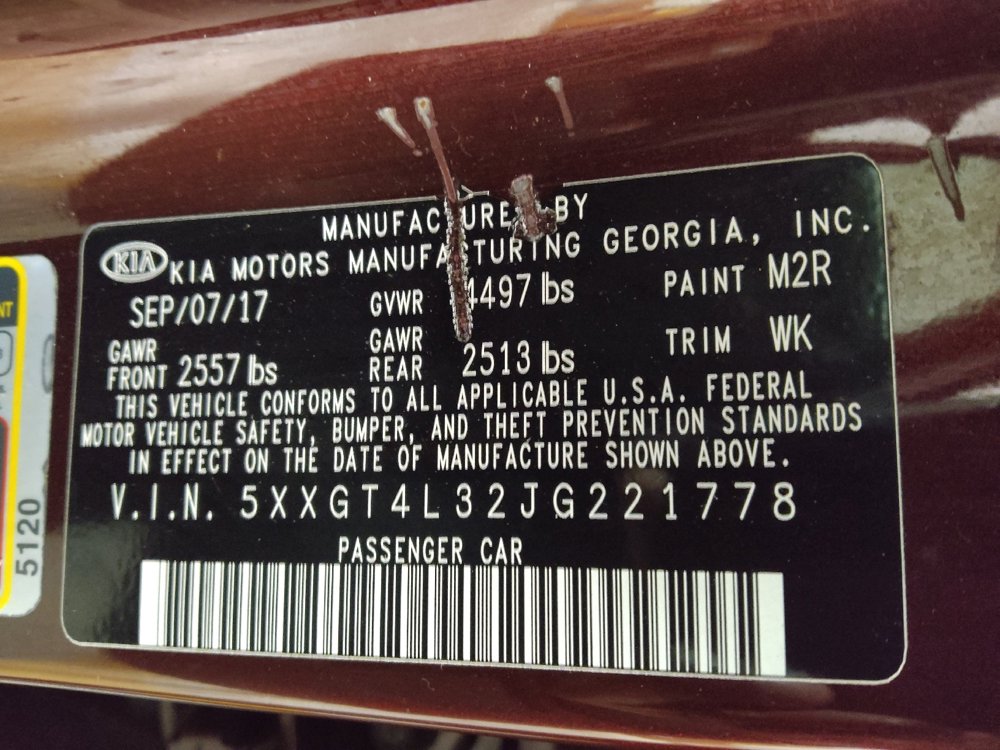 MANUFACTURED BY
KIA KIA MOTORS MANUFACTURING GEORGIA, INC.
SEP/07/17 GVWR 4497 lbs PAINT M2R
GAWR FRONT 2557 lbs GAWR REAR 2513 lbs TRIM WK
THIS VEHICLE CONFORMS TO ALL APPLICABLE U.S.A. FEDERAL
MOTOR VEHICLE SAFETY, BUMPER, AND THEFT PREVENTION STANDARDS
IN EFFECT ON THE DATE OF MANUFACTURE SHOWN ABOVE.
V.I.N. 5XXGT4L32JG221778
PASSENGER CAR
5120